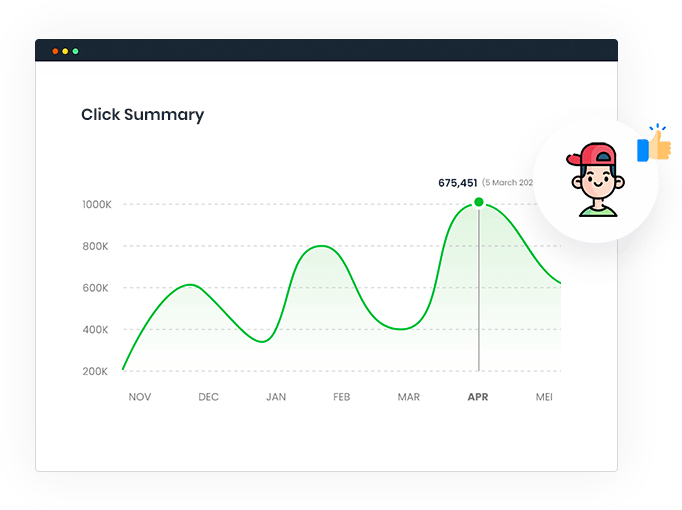 Click Summary
675,451 (5 March 202
1000K
800K
600K
400K
200K
NOV DEC JAN FEB MAR APR MEI